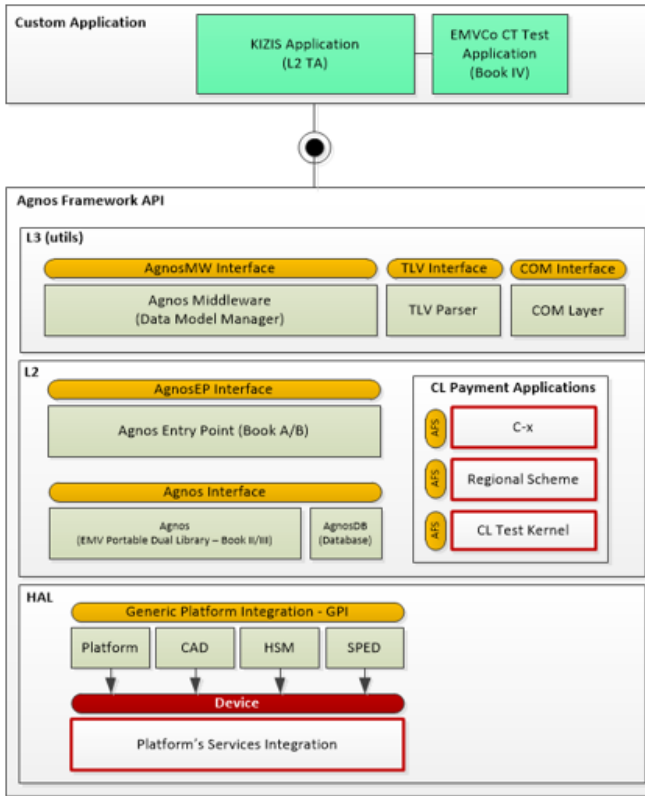 Custom Application
KIZIS Application
(L2 TA)
EMVCo CT Test
Application
(Book IV)
Agnos Framework API
L3 (utils)
AgnosMW Interface
Agnos Middleware
(Data Model Manager)
TLV Interface
TLV Parser
COM Interface
COM Layer
L2
AgnosEP Interface
Agnos Entry Point (Book A/B)
Agnos Interface
Agnos
(EMV Portable Dual Library – Book II/III)
AgnosDB
(Database)
CL Payment Applications
AFS
C-x
AFS
Regional Scheme
AFS
CL Test Kernel
HAL
Generic Platform Integration - GPI
Platform
CAD
HSM
SPED
Device
Platform's Services Integration